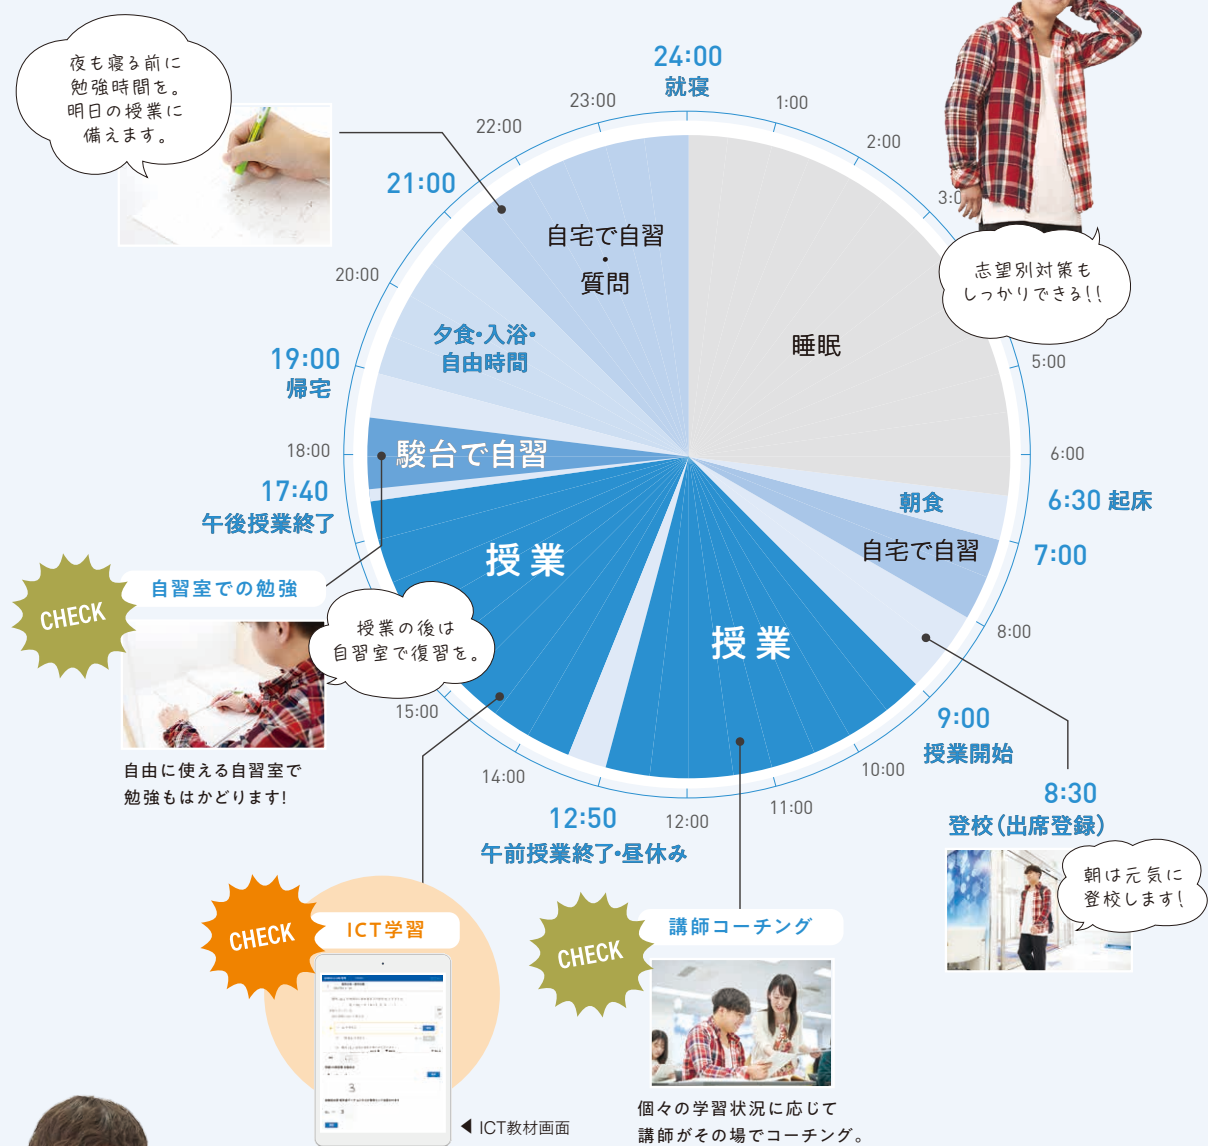 夜も寝る前に
勉強時間を。
明日の授業に
備えます。
24:00
就寝
23:00
1:00
22:00
2:00
21:00
自宅で自習
・
質問
志望別対策も
しっかりできる!!
20:00
睡眠
夕食・入浴・
自由時間
19:00
帰宅
5:00
18:00
駿台で自習
6:00
17:40
午後授業終了
朝食
6:30 起床
自宅で自習
7:00
授業
CHECK
自習室での勉強
授業の後は
自習室で復習を。
授業
8:00
15:00
9:00
授業開始
自由に使える自習室で
勉強もはかどります!
14:00
10:00
8:30
登校(出席登録)
12:50
午前授業終了・昼休み
12:00
11:00
朝は元気に
登校します!
CHECK
ICT学習
CHECK
講師コーチング
◀ ICT教材画面
個々の学習状況に応じて
講師がその場でコーチング。